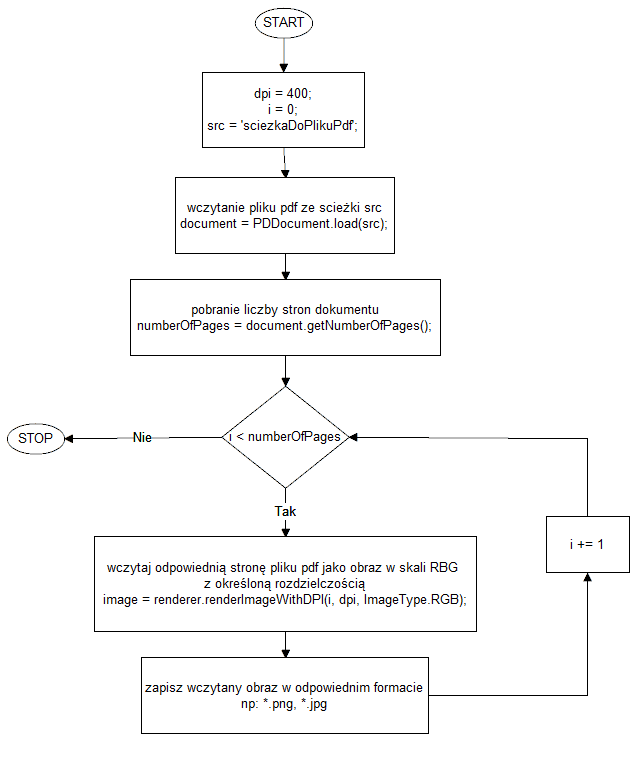 START
dpi = 400;
i = 0;
src = 'sciezkaDoPlikuPdf';
wczytanie pliku pdf ze scieżki src
document = PDDocument.load(src);
pobranie liczby stron dokumentu
numberOfPages = document.getNumberOfPages();
i < numberOfPages
Nie
STOP
Tak
wczytaj odpowiednią stronę pliku pdf jako obraz w skali RBG
z określoną rozdzielczością
image = renderer.renderImageWithDPI(i, dpi, ImageType.RGB);
zapisz wczytany obraz w odpowiednim formacie
np: *.png, *.jpg
i += 1